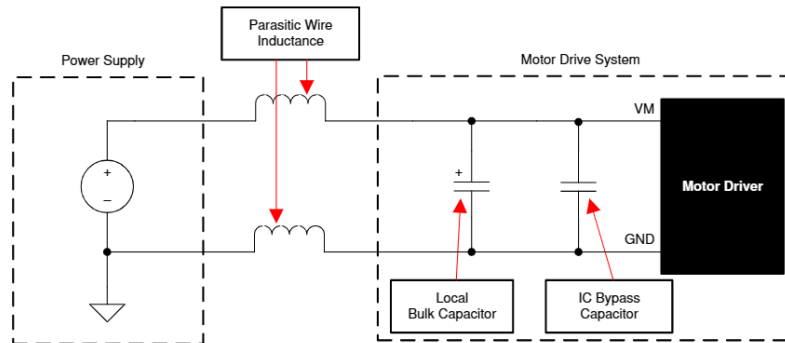 Parasitic Wire
Inductance
Power Supply
Motor Drive System
VM
+
+
–
Motor Driver
GND
Local
Bulk Capacitor
IC Bypass
Capacitor